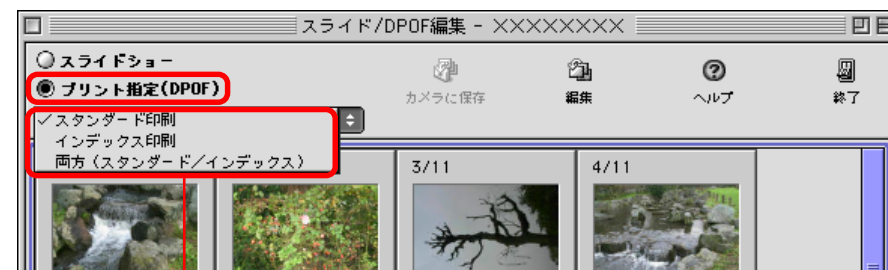 スライド/DPOF編集 - XXXXXXXX
スライドショー
プリント指定(DPOF)
カメラに保存
編集
ヘルプ
終了
✓スタンダード印刷
インデックス印刷
両方（スタンダード／インデックス）
3/11
4/11